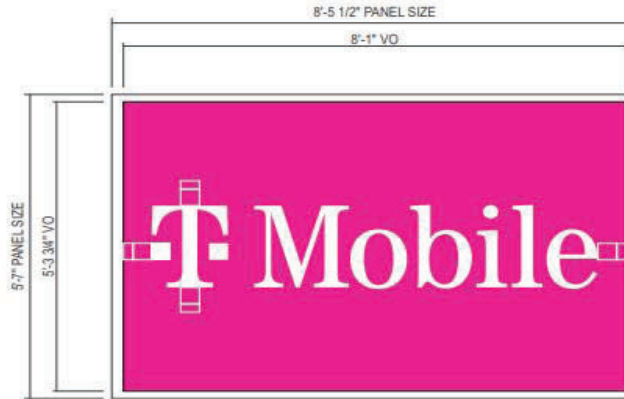 8'-5 1/2" PANEL SIZE
8'-1" VO
5'-7" PANEL SIZE
5'-3 3/4" VO
T Mobile